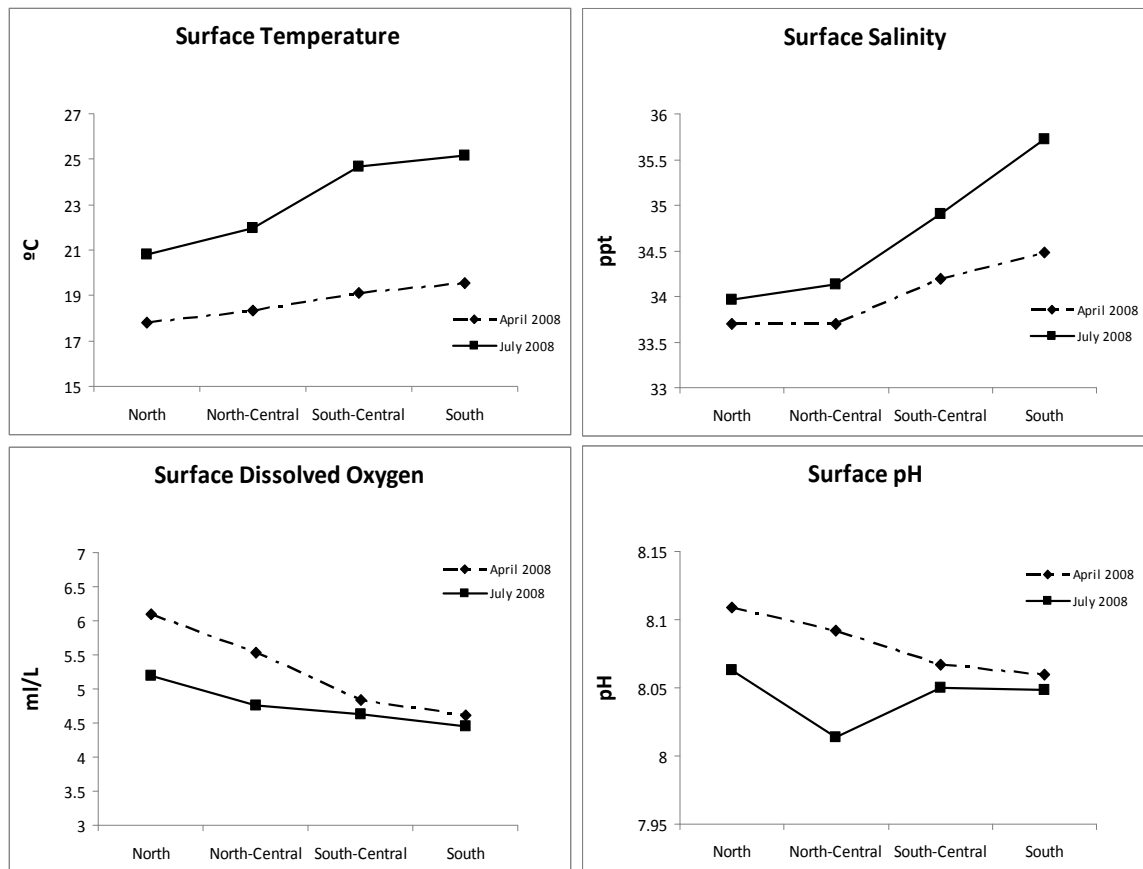 Surface Temperature
27
25
23
21
19
17
15
ºC
April 2008
July 2008
North North-Central South-Central South
Surface Salinity
36
35.5
35
34.5
34
33.5
33
ppt
April 2008
July 2008
North North-Central South-Central South
Surface Dissolved Oxygen
7
6.5
6
5.5
5
4.5
4
3.5
3
ml/L
April 2008
July 2008
North North-Central South-Central South
Surface pH
8.15
8.1
8.05
8
7.95
pH
April 2008
July 2008
North North-Central South-Central South